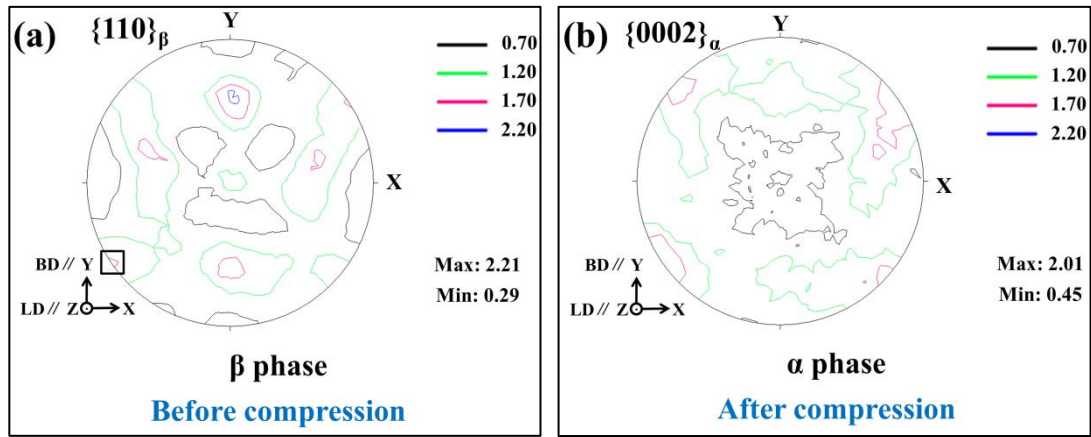 (a) {110}β
Y
0.70
1.20
1.70
2.20
X
BD // Y
LD // Z X
Max: 2.21
Min: 0.29
β phase
Before compression
(b) {0002}α
Y
0.70
1.20
1.70
2.20
X
BD // Y
LD // Z X
Max: 2.01
Min: 0.45
α phase
After compression